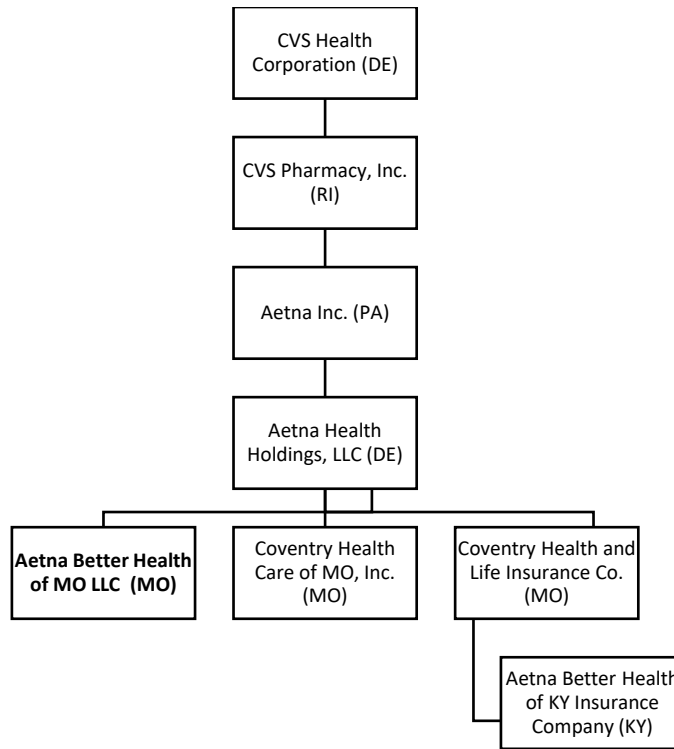 CVS Health
Corporation (DE)
CVS Pharmacy, Inc.
(RI)
Aetna Inc. (PA)
Aetna Health
Holdings, LLC (DE)
Aetna Better Health
of MO LLC (MO)
Coventry Health
Care of MO, Inc.
(MO)
Coventry Health and
Life Insurance Co.
(MO)
Aetna Better Health
of KY Insurance
Company (KY)